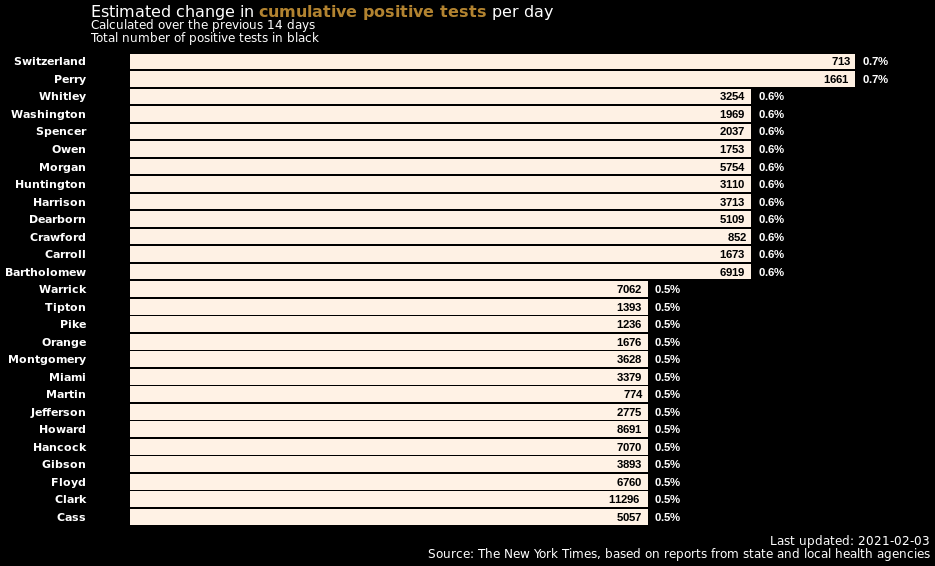 Estimated change in cumulative positive tests per day
Calculated over the previous 14 days
Total number of positive tests in black
Switzerland 713 0.7%
Perry 1661 0.7%
Whitley 3254 0.6%
Washington 1969 0.6%
Spencer 2037 0.6%
Owen 1753 0.6%
Morgan 5754 0.6%
Huntington 3110 0.6%
Harrison 3713 0.6%
Dearborn 5109 0.6%
Crawford 852 0.6%
Carroll 1673 0.6%
Bartholomew 6919 0.6%
Warrick 7062 0.5%
Tipton 1393 0.5%
Pike 1236 0.5%
Orange 1676 0.5%
Montgomery 3628 0.5%
Miami 3379 0.5%
Martin 774 0.5%
Jefferson 2775 0.5%
Howard 8691 0.5%
Hancock 7070 0.5%
Gibson 3893 0.5%
Floyd 6760 0.5%
Clark 11296 0.5%
Cass 5057 0.5%
Last updated: 2021-02-03
Source: The New York Times, based on reports from state and local health agencies